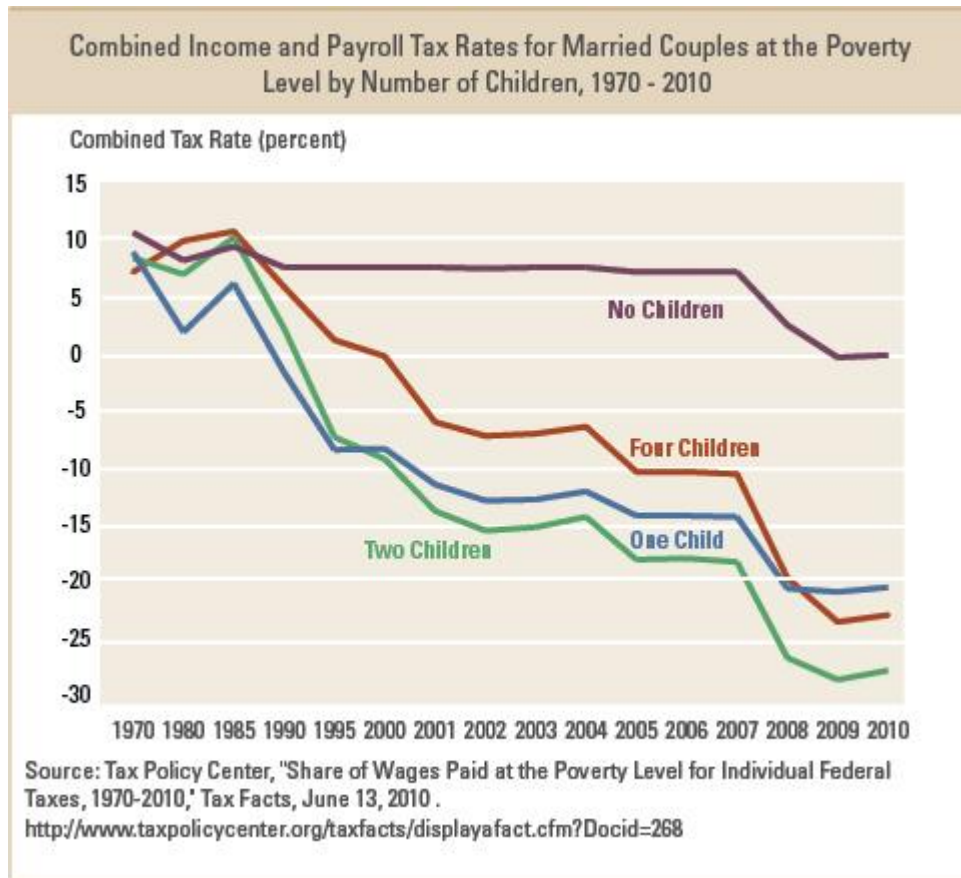 Combined Income and Payroll Tax Rates for Married Couples at the Poverty
Level by Number of Children, 1970 - 2010
Combined Tax Rate (percent)
15
10
5
0
-5
-10
-15
-20
-25
-30
No Children
Four Children
One Child
Two Children
1970 1980 1985 1990 1995 2000 2001 2002 2003 2004 2005 2006 2007 2008 2009 2010
Source: Tax Policy Center, "Share of Wages Paid at the Poverty Level for Individual Federal
Taxes, 1970-2010,' Tax Facts, June 13, 2010 .
http://www.taxpolicycenter.org/taxfacts/displayafact.cfm?Docid=268